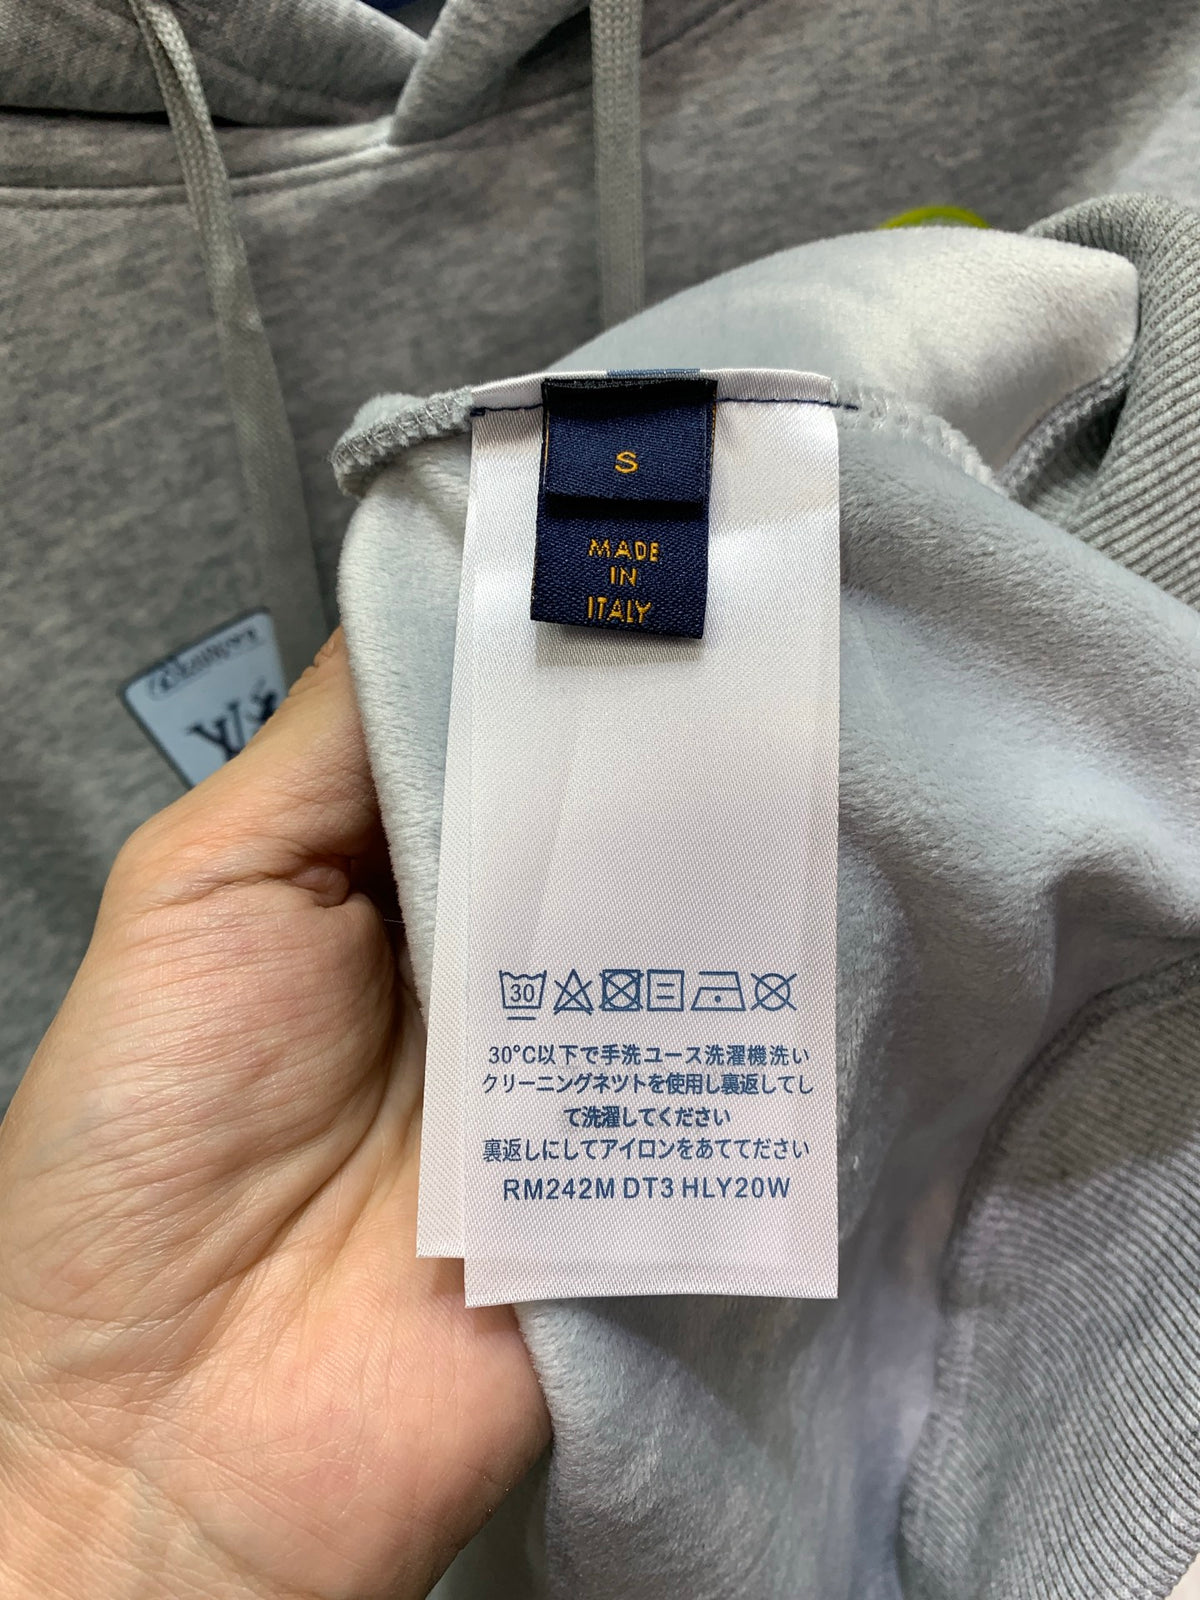 S
MADE
IN
ITALY
30
30°C以下で手洗ユース洗濯機洗い
クリーニングネツトを使用し裏返してし
て洗濯してください
裏返しにしてアイロンをあててださい
RM242M DT3 HLY20W